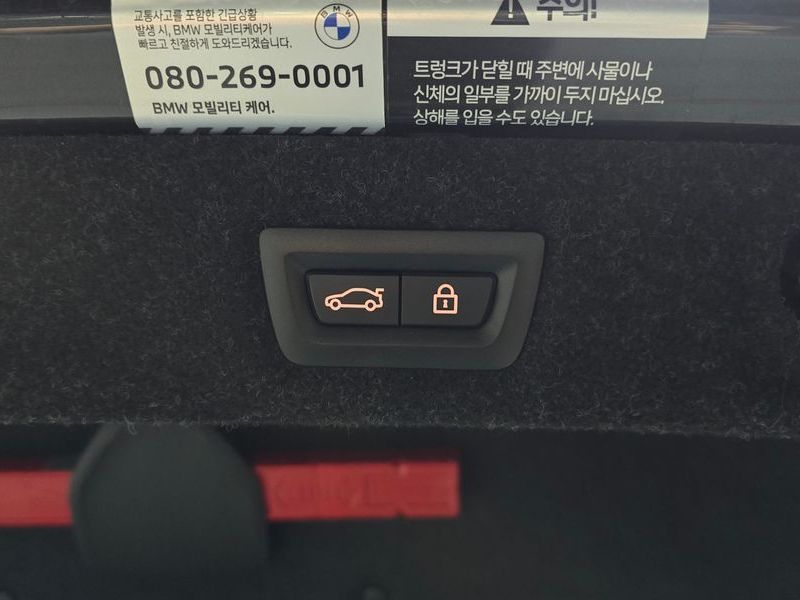 교통사고를 포함한 긴급상황
발생 시, BMW 모빌리티케어가
빠르고 친절하게 도와드리겠습니다.
BMW
080-269-0001
BMW 모빌리티 케어.
주의!
트렁크가 닫힐 때 주변에 사물이나
신체의 일부를 가까이 두지 마십시오.
상해를 입을 수도 있습니다.